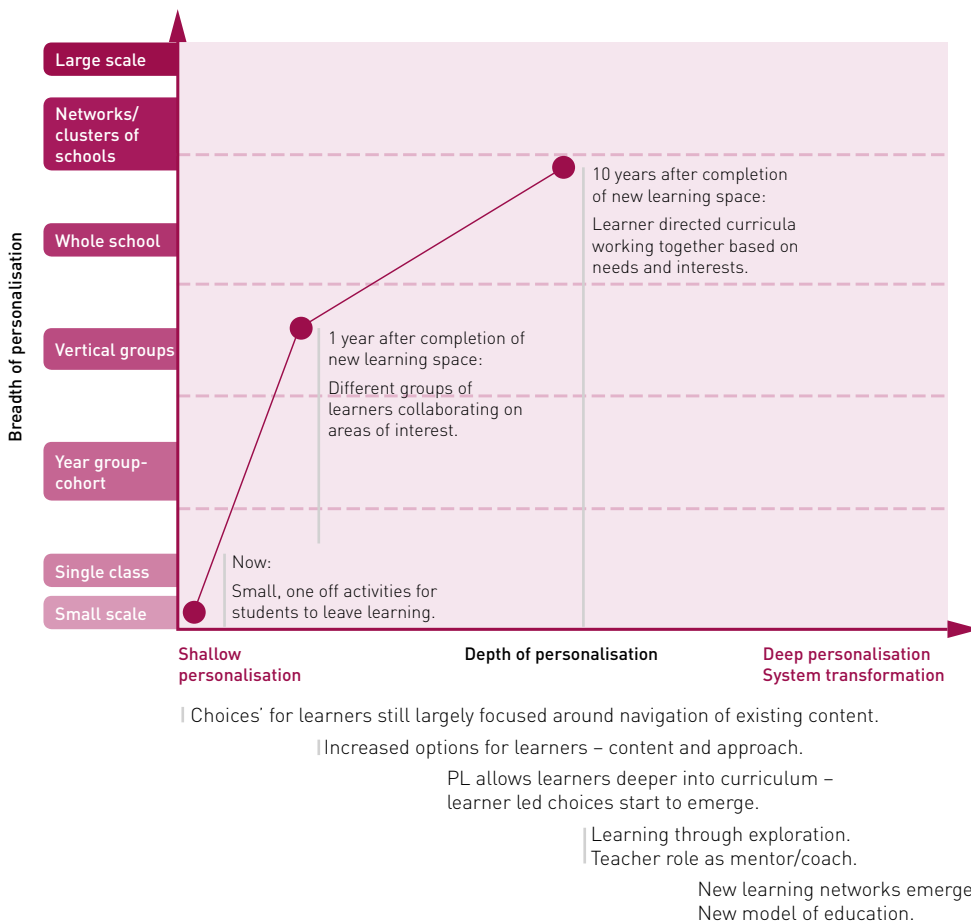 Large scale
Networks/
clusters of
schools
10 years after completion
of new learning space:
Learner directed curricula
working together based on
needs and interests.
Whole school
Breadth of personalisation
Vertical groups
1 year after completion of
new learning space:
Different groups of
learners collaborating on
areas of interest.
Year group-
cohort
Single class
Now:
Small, one off activities for
students to leave learning.
Small scale
Shallow
personalisation
Depth of personalisation
Deep personalisation
System transformation
Choices’ for learners still largely focused around navigation of existing content.
Increased options for learners – content and approach.
PL allows learners deeper into curriculum –
learner led choices start to emerge.
Learning through exploration.
Teacher role as mentor/coach.
New learning networks emerge
New model of education.